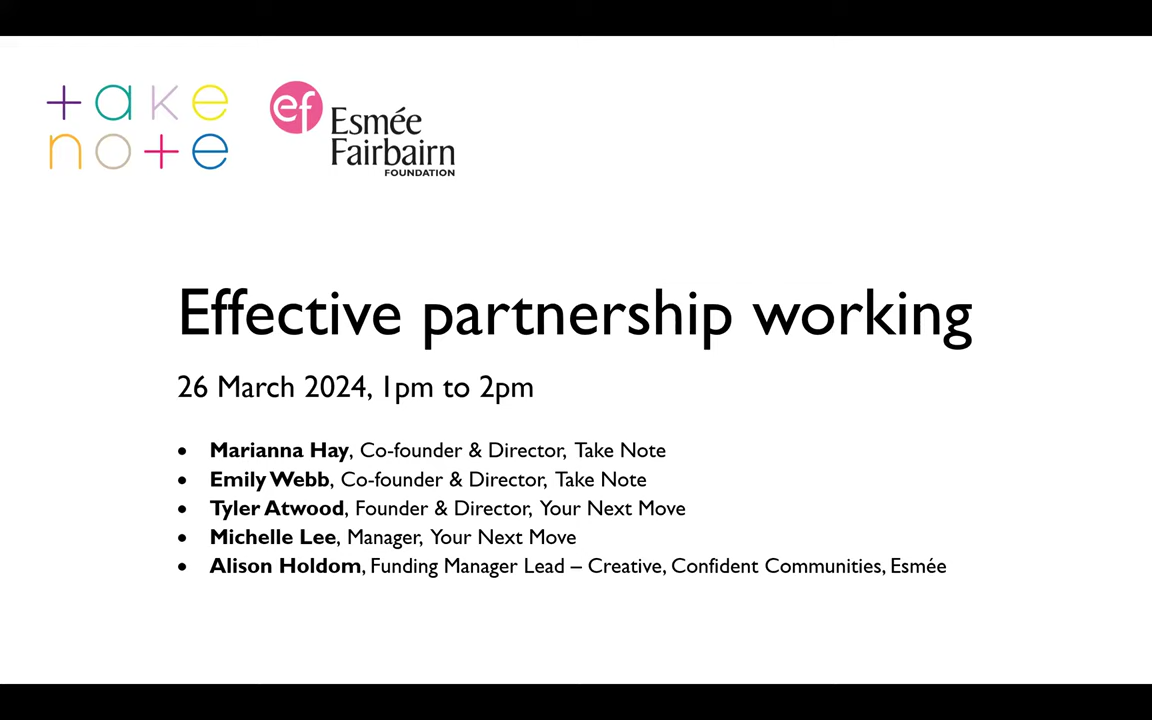 take
note
ef
Esmée
Fairbairn
FOUNDATION
Effective partnership working
26 March 2024, 1pm to 2pm
• Marianna Hay, Co-founder & Director, Take Note
• Emily Webb, Co-founder & Director, Take Note
• Tyler Atwood, Founder & Director, Your Next Move
• Michelle Lee, Manager, Your Next Move
• Alison Holdom, Funding Manager Lead – Creative, Confident Communities, Esmée